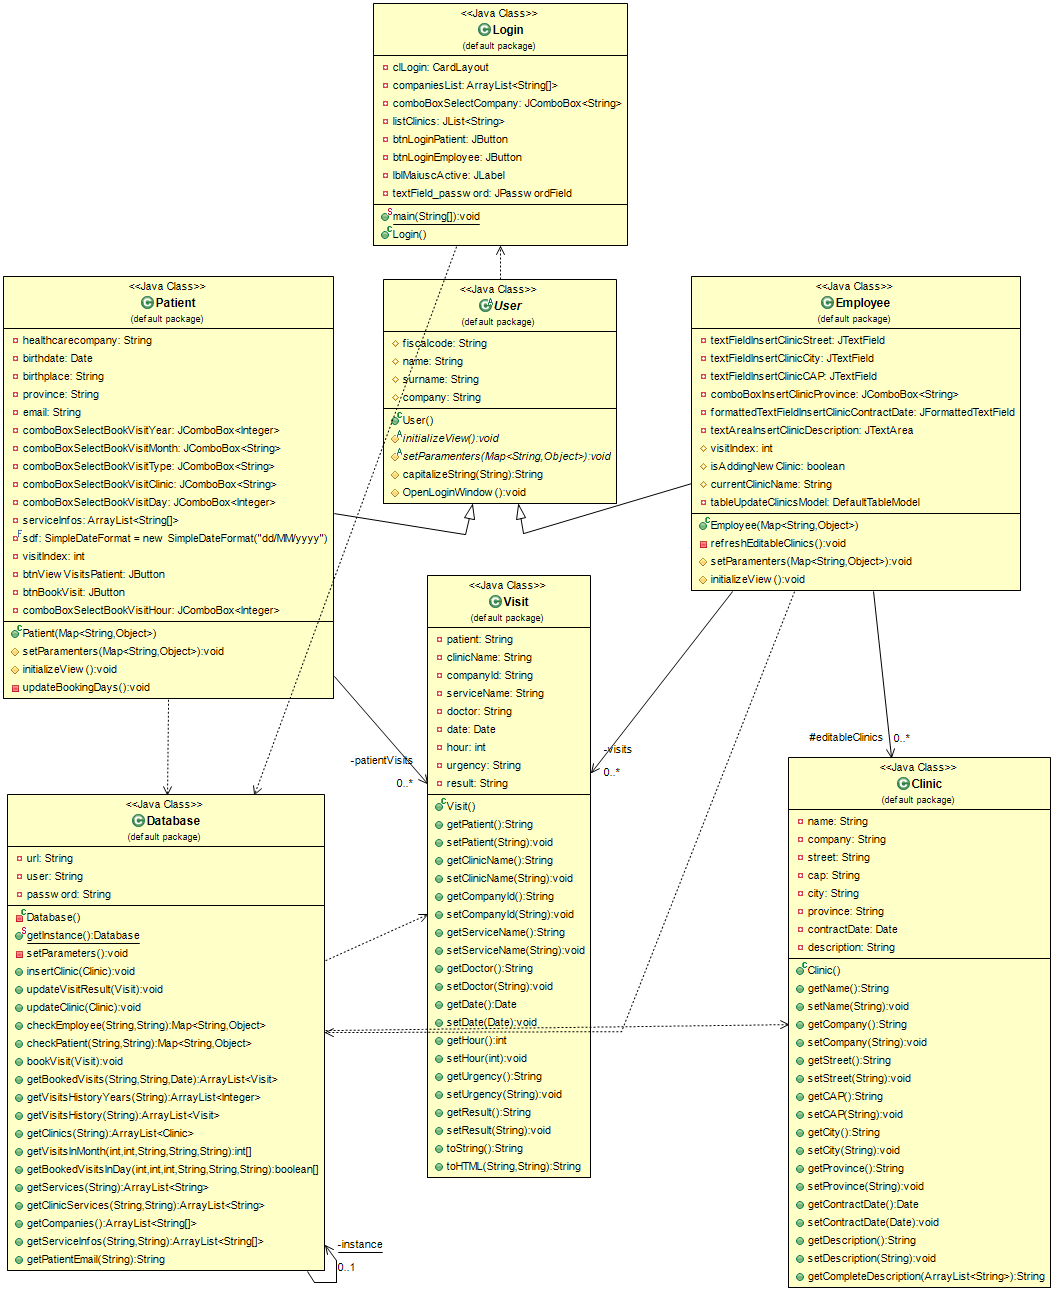 <<Java Class>>
Login
(default package)
clLogin: CardLayout
companiesList: ArrayList<String[]>
comboBoxSelectCompany: JComboBox<String>
listClinics: JList<String>
btnLoginPatient: JButton
btnLoginEmployee: JButton
lblMaiuscActive: JLabel
textField_password: JPasswordField
main(String[]):void
Login()
<<Java Class>>
Patient
(default package)
healthcarecompany: String
birthdate: Date
birthplace: String
province: String
email: String
comboBoxSelectBookVisitYear: JComboBox<Integer>
comboBoxSelectBookVisitMonth: JComboBox<String>
comboBoxSelectBookVisitType: JComboBox<String>
comboBoxSelectBookVisitClinic: JComboBox<String>
comboBoxSelectBookVisitDay: JComboBox<Integer>
serviceInfos: ArrayList<String[]>
sdf: SimpleDateFormat = new SimpleDateFormat("dd/MM/yyyy")
visitIndex: int
btnViewVisitsPatient: JButton
btnBookVisit: JButton
comboBoxSelectBookVisitHour: JComboBox<Integer>
Patient(Map<String,Object>)
setParamenters(Map<String,Object>):void
initializeView():void
updateBookingDays():void
<<Java Class>>
User
(default package)
fiscalcode: String
name: String
surname: String
company: String
User()
initializeView():void
setParamenters(Map<String,Object>):void
capitalizeString(String):String
OpenLoginWindow():void
<<Java Class>>
Employee
(default package)
textFieldInsertClinicStreet: JTextField
textFieldInsertClinicCity: JTextField
textFieldInsertClinicCAP: JTextField
comboBoxInsertClinicProvince: JComboBox<String>
formattedTextFieldInsertClinicContractDate: JFormattedTextField
textAreaInsertClinicDescription: JTextArea
visitIndex: int
isAddingNewClinic: boolean
currentClinicName: String
tableUpdateClinicsModel: DefaultTableModel
Employee(Map<String,Object>)
refreshEditableClinics():void
setParamenters(Map<String,Object>):void
initializeView():void
-patientVisits
0..*
-visits
0..*
#editableClinics
0..*
<<Java Class>>
Visit
(default package)
patient: String
clinicName: String
companyId: String
serviceName: String
doctor: String
date: Date
hour: int
urgency: String
result: String
Visit()
getPatient():String
setPatient(String):void
getClinicName():String
setClinicName(String):void
getCompanyId():String
setCompanyId(String):void
getServiceName():String
setServiceName(String):void
getDoctor():String
setDoctor(String):void
getDate():Date
setDate(Date):void
getHour():int
setHour(int):void
getUrgency():String
setUrgency(String):void
getResult():String
setResult(String):void
toString():String
toHTML(String,String):String
<<Java Class>>
Database
(default package)
url: String
user: String
password: String
Database()
getInstance():Database
setParameters():void
insertClinic(Clinic):void
updateVisitResult(Visit):void
updateClinic(Clinic):void
checkEmployee(String,String):Map<String,Object>
checkPatient(String,String):Map<String,Object>
bookVisit(Visit):void
getBookedVisits(String,String,Date):ArrayList<Visit>
getVisitsHistoryYears(String):ArrayList<Integer>
getVisitsHistory(String):ArrayList<Visit>
getClinics(String):ArrayList<Clinic>
getVisitsInMonth(int,int,String,String,String):int[]
getBookedVisitsInDay(int,int,int,String,String,String):boolean[]
getServices(String):ArrayList<String>
getClinicServices(String,String):ArrayList<String>
getCompanies():ArrayList<String[]>
getServiceInfos(String,String):ArrayList<String[]>
getPatientEmail(String):String
-instance
0..1
<<Java Class>>
Clinic
(default package)
name: String
company: String
street: String
cap: String
city: String
province: String
contractDate: Date
description: String
Clinic()
getName():String
setName(String):void
getCompany():String
setCompany(String):void
getStreet():String
setStreet(String):void
getCAP():String
setCAP(String):void
getCity():String
setCity(String):void
getProvince():String
setProvince(String):void
getContractDate():Date
setContractDate(Date):void
getDescription():String
setDescription(String):void
getCompleteDescription(ArrayList<String>):String